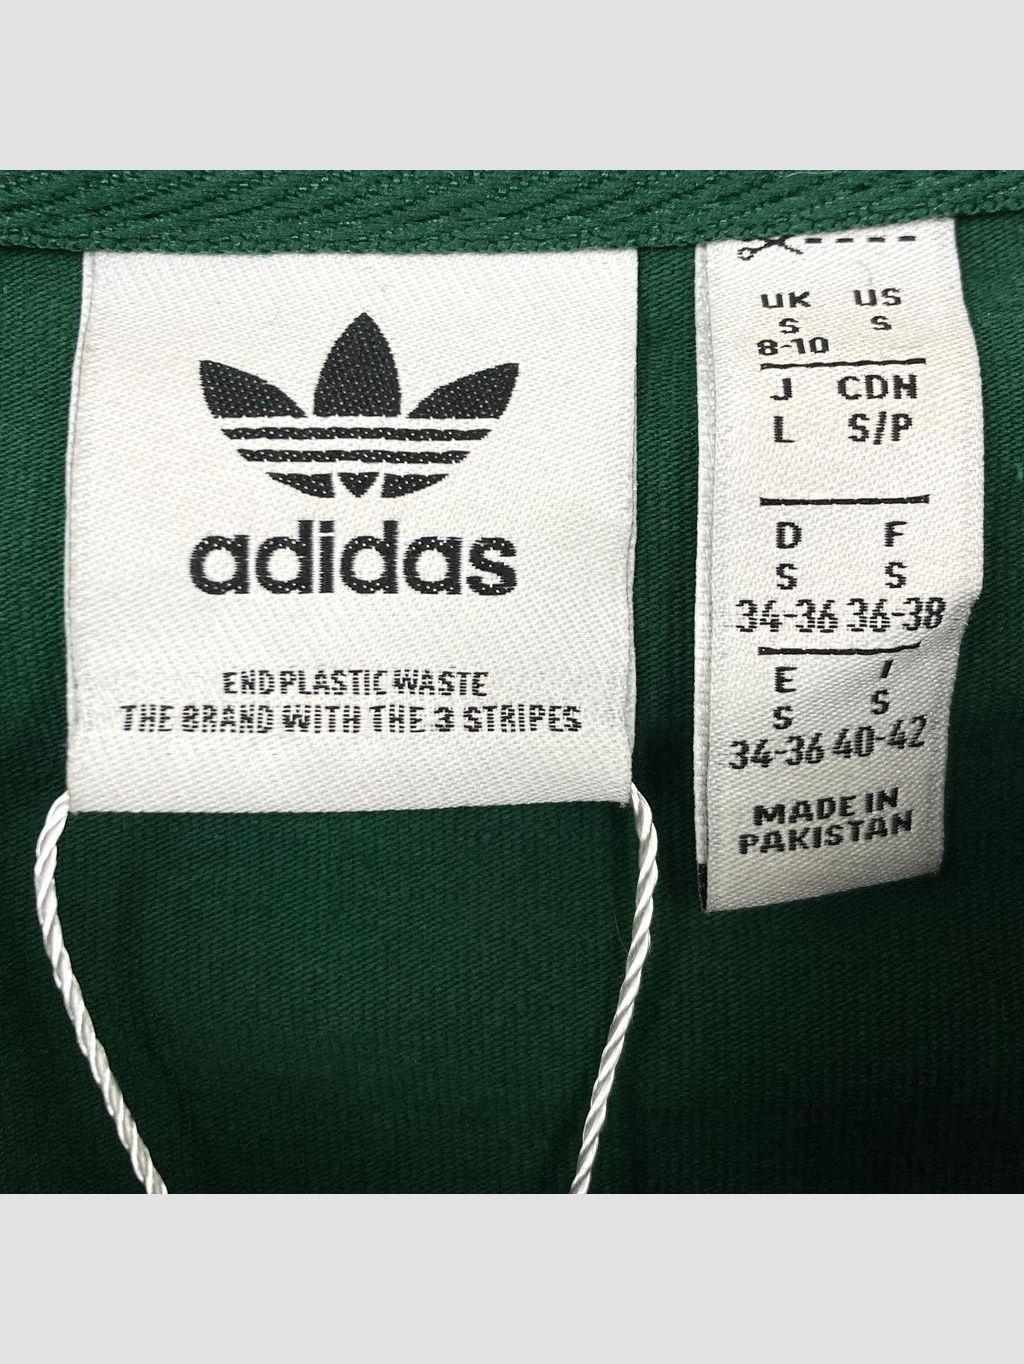 adidas
END PLASTIC WASTE
THE BRAND WITH THE 3 STRIPES
UK US
S S
8-10
J CDN
L S/P
D F
S S
34-36 36-38
E I
S S
34-36 40-42
MADE IN
PAKISTAN